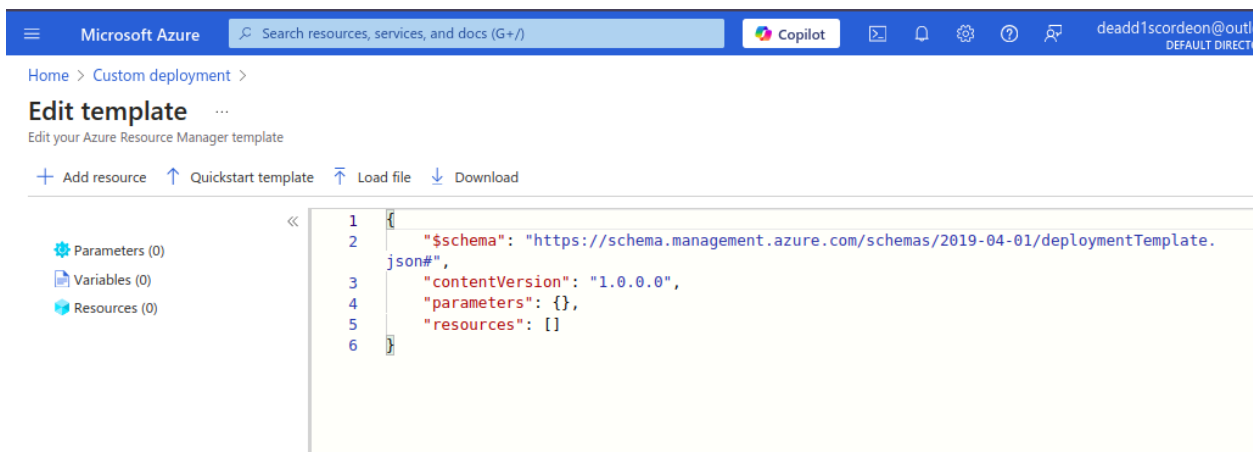 Microsoft Azure
Search resources, services, and docs (G+/)
Copilot
deadd1scordeon@outl
DEFAULT DIRECT
Home > Custom deployment >
Edit template ...
Edit your Azure Resource Manager template
Add resource
Quickstart template
Load file
Download
Parameters (0)
Variables (0)
Resources (0)
1 {
2 "$schema": "https://schema.management.azure.com/schemas/2019-04-01/deploymentTemplate.
json#",
3 "contentVersion": "1.0.0.0",
4 "parameters": {},
5 "resources": []
6 }